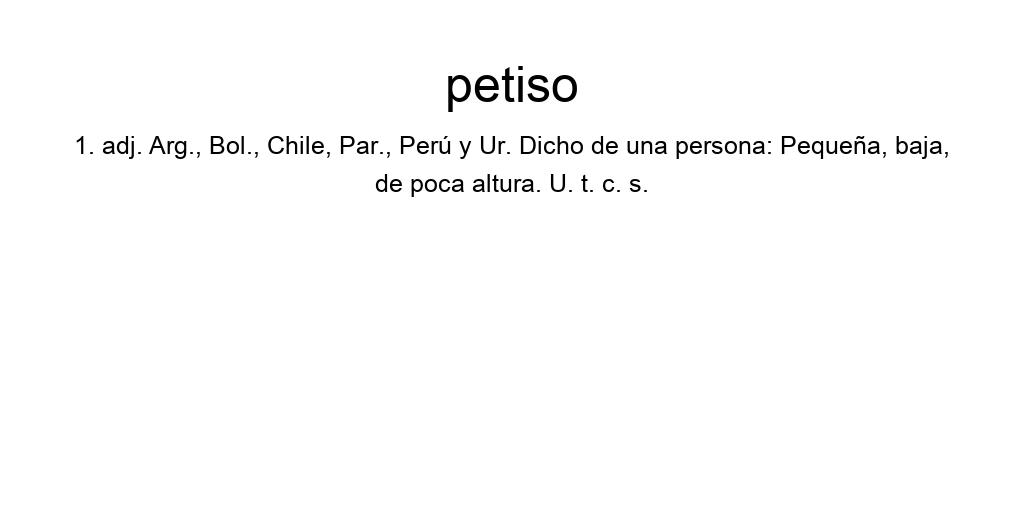 petiso
1. adj. Arg., Bol., Chile, Par., Perú y Ur. Dicho de una persona: Pequeña, baja,
de poca altura. U. t. c. s.